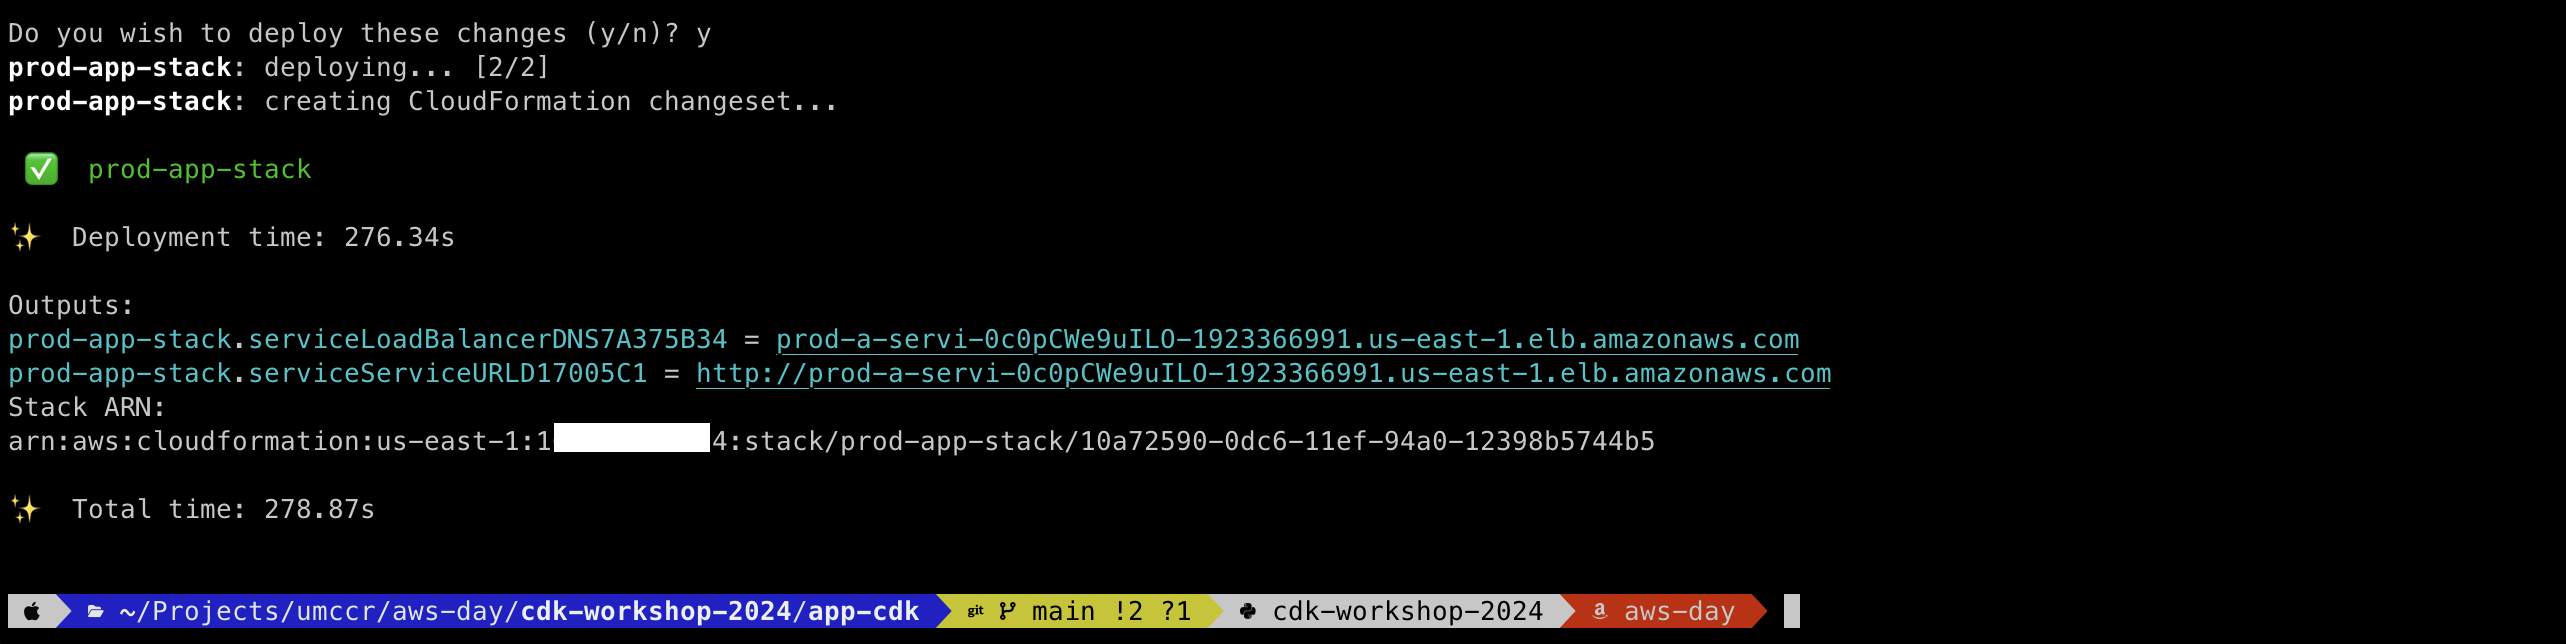 Do you wish to deploy these changes (y/n)? y
prod-app-stack: deploying... [2/2]
prod-app-stack: creating CloudFormation changeset...
✅ prod-app-stack
✨ Deployment time: 276.34s
Outputs:
prod-app-stack.serviceLoadBalancerDNS7A375B34 = prod-a-servi-0c0pCWe9uILO-1923366991.us-east-1.elb.amazonaws.com
prod-app-stack.serviceServiceURLD17005C1 = http://prod-a-servi-0c0pCWe9uILO-1923366991.us-east-1.elb.amazonaws.com
Stack ARN:
arn:aws:cloudformation:us-east-1:1 4:stack/prod-app-stack/10a72590-0dc6-11ef-94a0-12398b5744b5
✨ Total time: 278.87s
~/Projects/umccr/aws-day/cdk-workshop-2024/app-cdk git main !2 ?1 cdk-workshop-2024 a aws-day